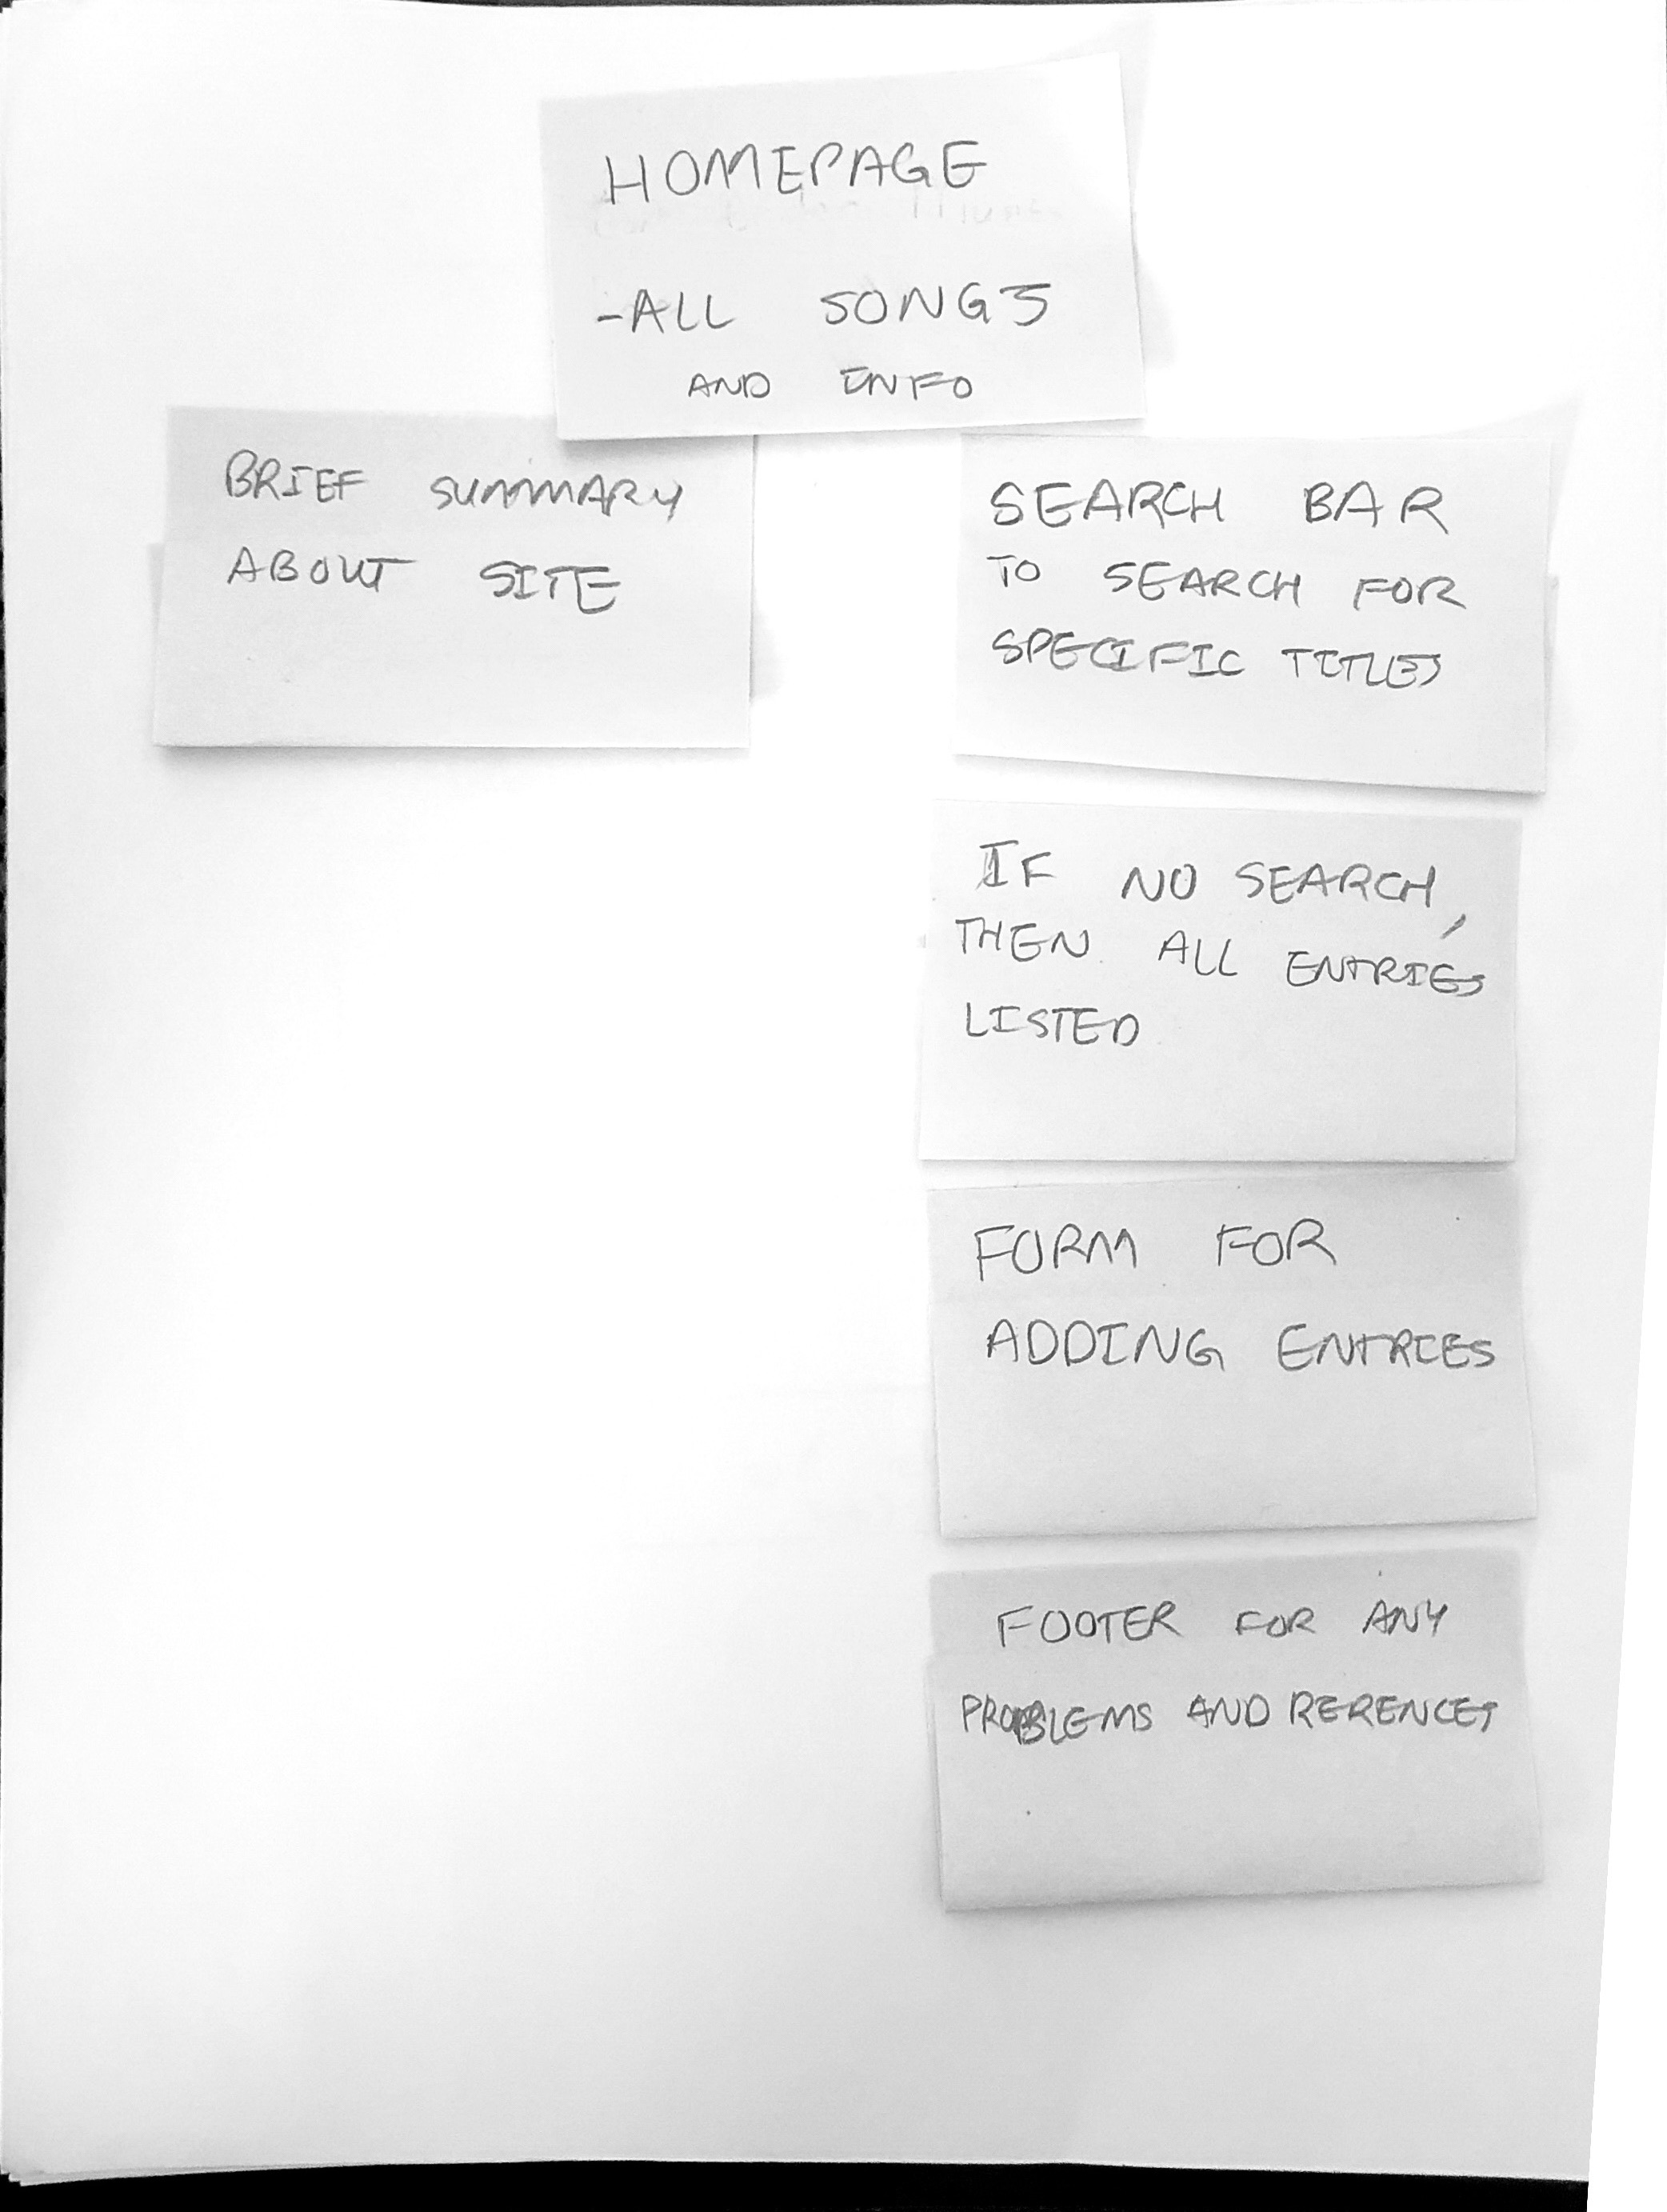 HOMEPAGE
-ALL SONGS
AND INFO
BRIEF SUMMARY
ABOUT SITE
SEARCH BAR
TO SEARCH FOR
SPECIFIC TITLES
IF NO SEARCH,
THEN ALL ENTRIES
LISTED
FORM FOR
ADDING ENTRIES
FOOTER FOR ANY
PROBLEMS AND RERENCES